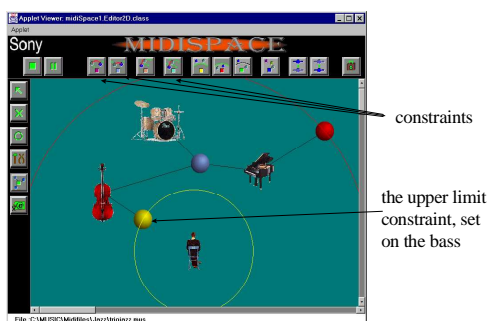 Applet Viewer: midiSpace1.Editor2D.class
Applet
Sony
MIDISPACE
constraints
the upper limit
constraint, set
on the bass
File :C:\MUSIC\Midifiles\Jazz\triojazz.mus